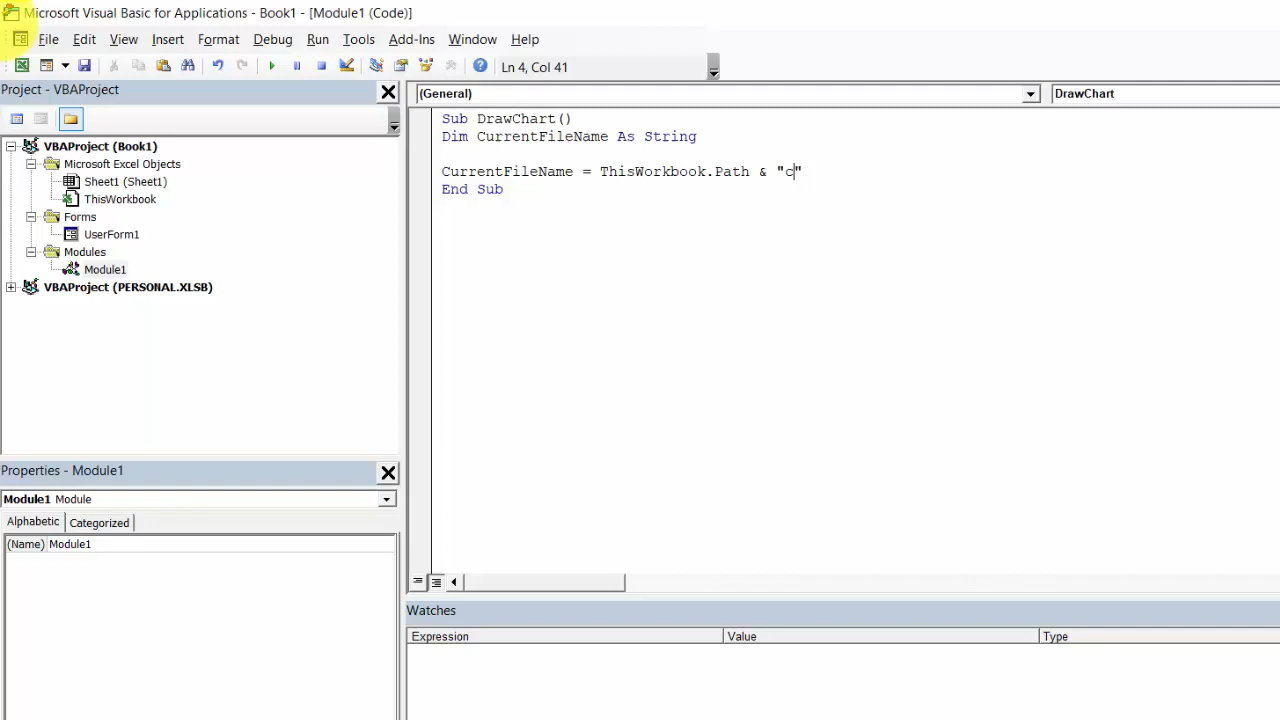 Microsoft Visual Basic for Applications - Book1 - [Module1 (Code)]
File Edit View Insert Format Debug Run Tools Add-Ins Window Help
Ln 4, Col 41
Project - VBAProject
(General) DrawChart
VBAProject (Book1)
Microsoft Excel Objects
Sheet1 (Sheet1)
ThisWorkbook
Forms
UserForm1
Modules
Module1
VBAProject (PERSONAL.XLSB)
Sub DrawChart()
Dim CurrentFileName As String
CurrentFileName = ThisWorkbook.Path & "c"
End Sub
Properties - Module1
Module1 Module
Alphabetic Categorized
(Name) Module1
Watches
Expression Value Type